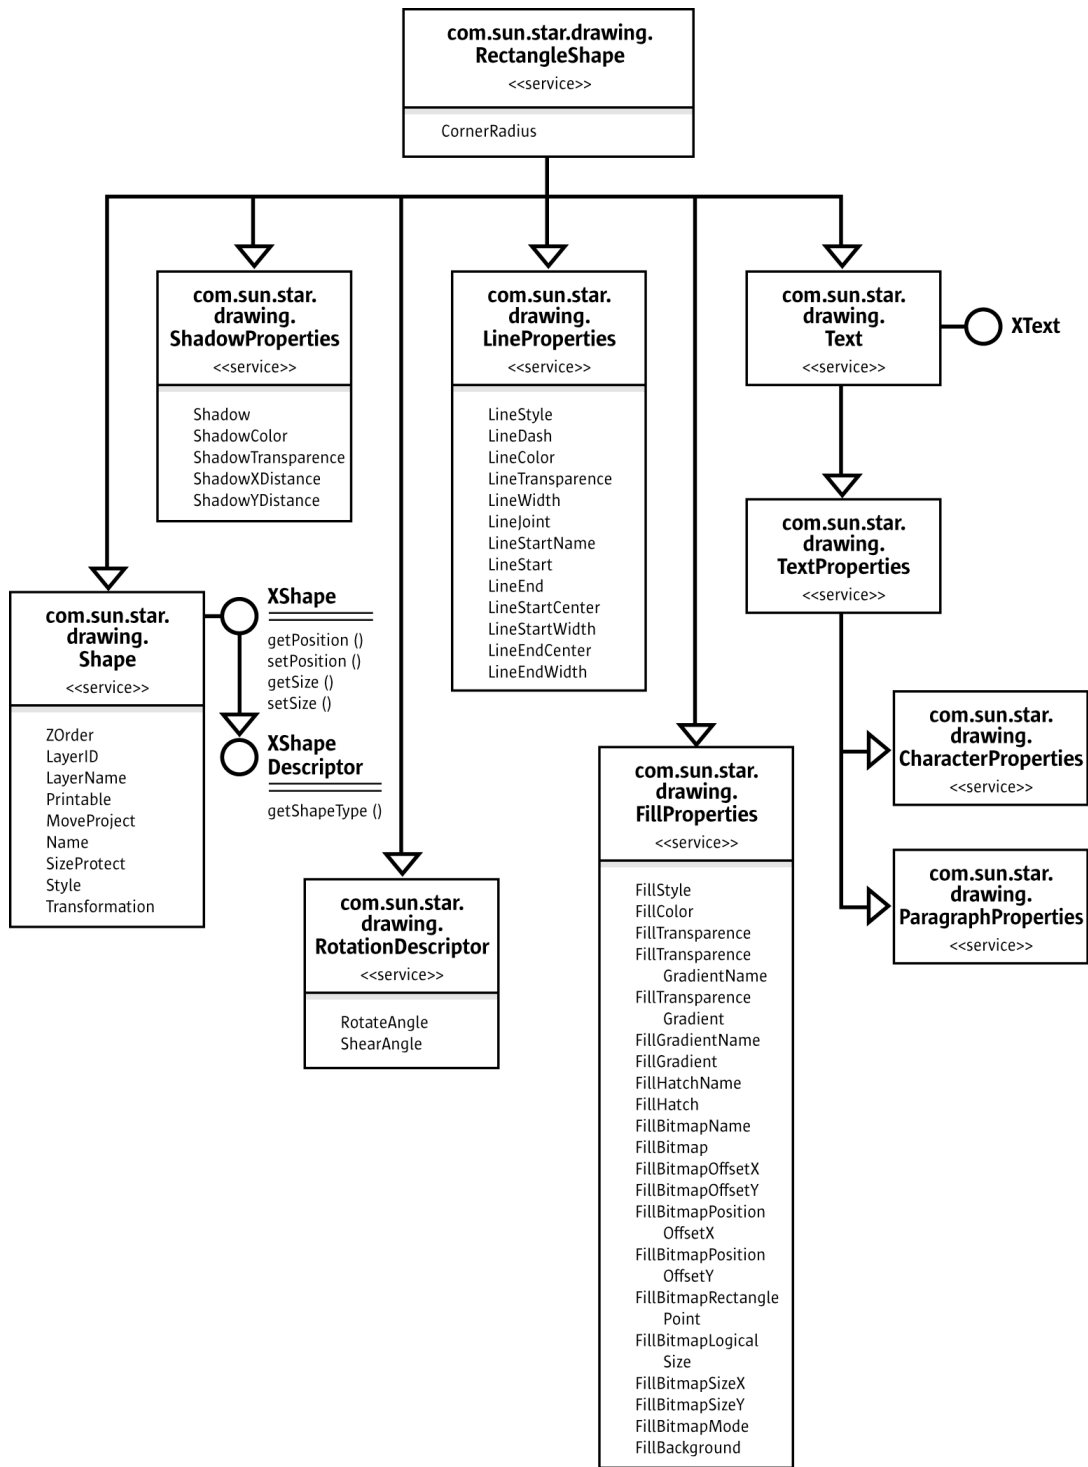 com.sun.star.drawing.
RectangleShape
<<service>>
CornerRadius
com.sun.star.
drawing.
ShadowProperties
<<service>>
Shadow
ShadowColor
ShadowTransparence
ShadowXDistance
ShadowYDistance
com.sun.star.
drawing.
LineProperties
<<service>>
LineStyle
LineDash
LineColor
LineTransparence
LineWidth
LineJoint
LineStartName
LineStart
LineEnd
LineStartCenter
LineStartWidth
LineEndCenter
LineEndWidth
com.sun.star.
drawing.
Text
<<service>>
XText
com.sun.star.
drawing.
TextProperties
<<service>>
com.sun.star.
drawing.
Shape
<<service>>
ZOrder
LayerID
LayerName
Printable
MoveProject
Name
SizeProtect
Style
Transformation
XShape
getPosition ()
setPosition ()
getSize ()
setSize ()
XShape
Descriptor
getShapeType ()
com.sun.star.
drawing.
RotationDescriptor
<<service>>
RotateAngle
ShearAngle
com.sun.star.
drawing.
FillProperties
<<service>>
FillStyle
FillColor
FillTransparence
FillTransparence
GradientName
FillTransparence
Gradient
FillGradientName
FillGradient
FillHatchName
FillHatch
FillBitmapName
FillBitmap
FillBitmapOffsetX
FillBitmapOffsetY
FillBitmapPosition
OffsetX
FillBitmapPosition
OffsetY
FillBitmapRectangle
Point
FillBitmapLogical
Size
FillBitmapSizeX
FillBitmapSizeY
FillBitmapMode
FillBackground
com.sun.star.
drawing.
CharacterProperties
<<service>>
com.sun.star.
drawing.
ParagraphProperties
<<service>>